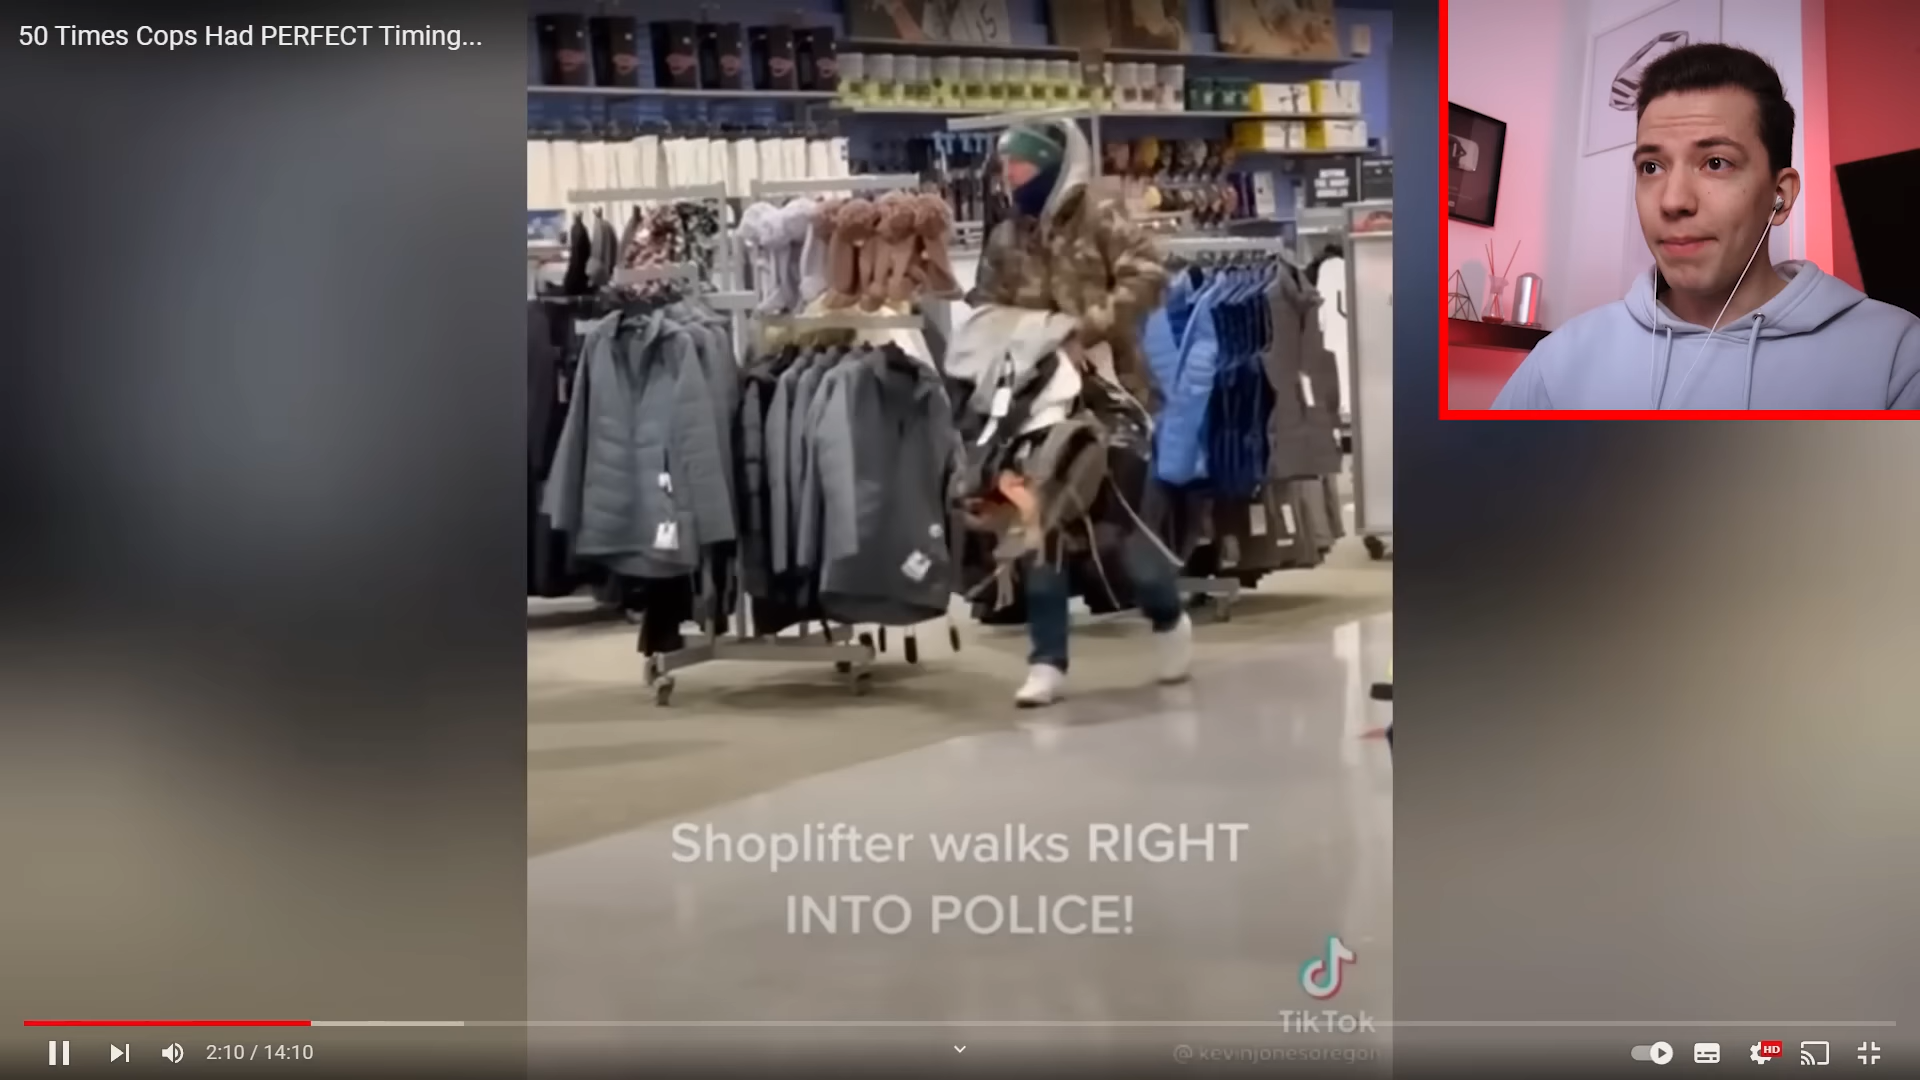 50 Times Cops Had PERFECT Timing...
Shoplifter walks RIGHT
INTO POLICE!
TikTok
@kevinjonesoregon
2:10 / 14:10
HD